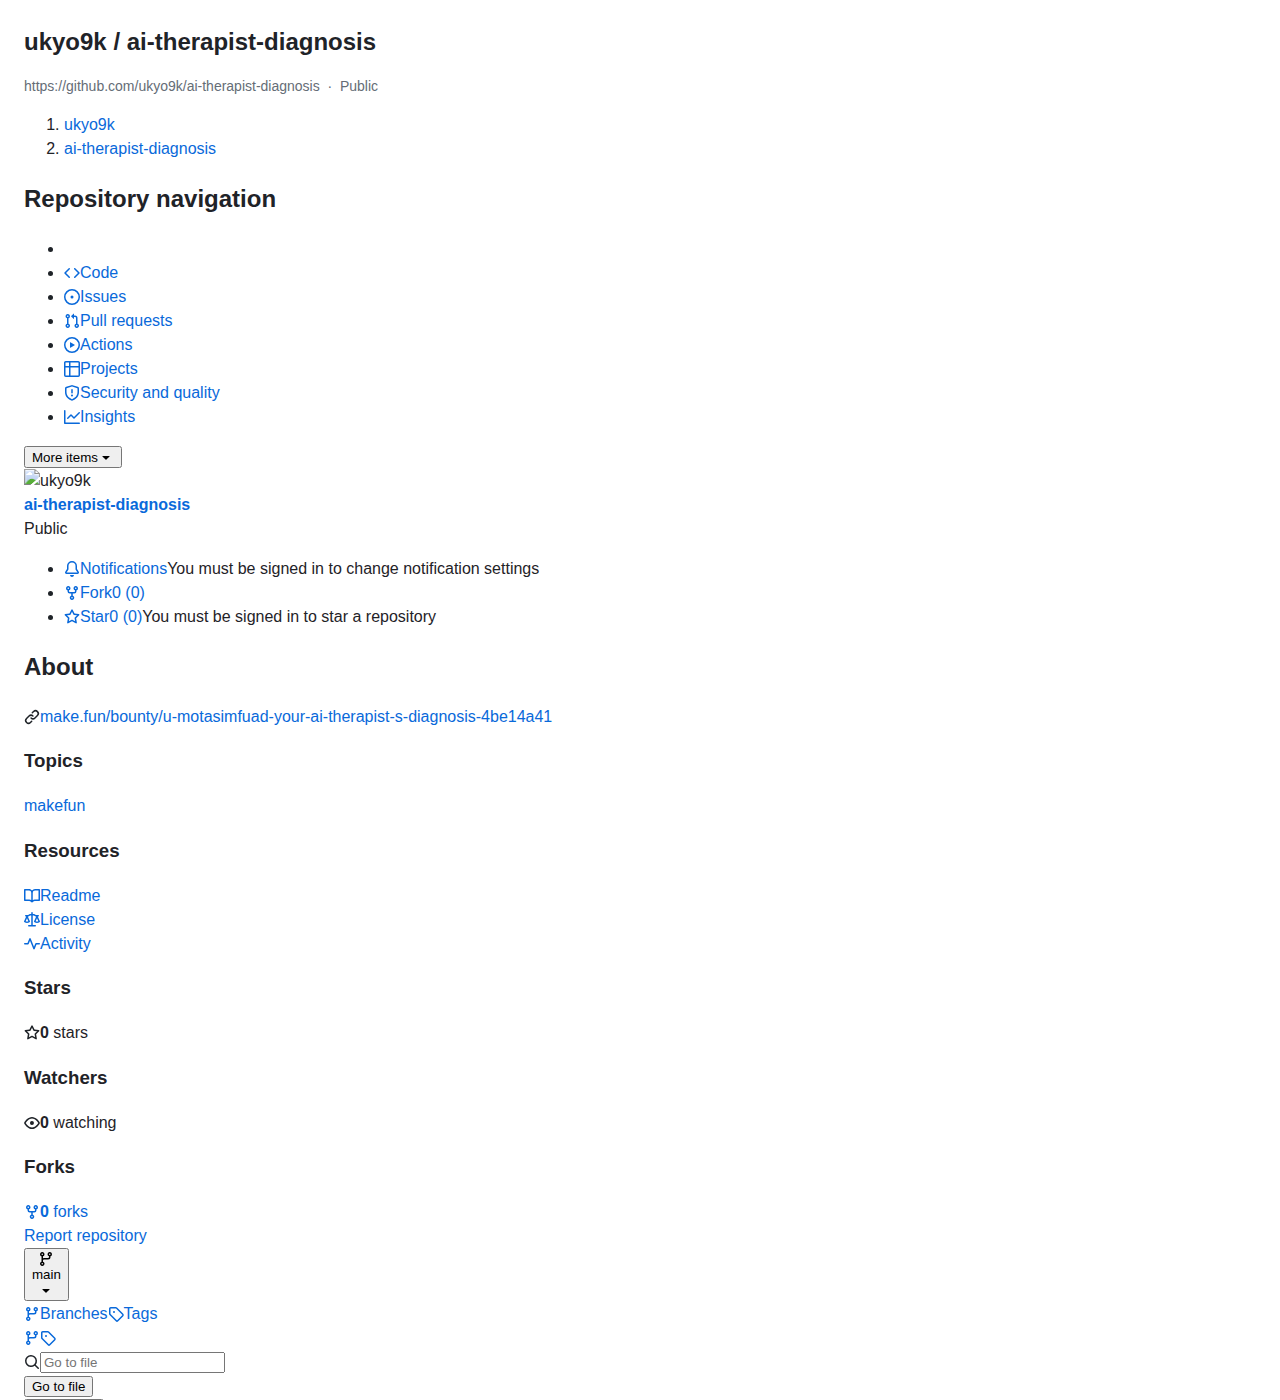 ukyo9k / ai-therapist-diagnosis
https://github.com/ukyo9k/ai-therapist-diagnosis · Public
1. ukyo9k
2. ai-therapist-diagnosis
Repository navigation
Code
Issues
Pull requests
Actions
Projects
Security and quality
Insights
More items
ukyo9k
ai-therapist-diagnosis
Public
NotificationsYou must be signed in to change notification settings
Fork0 (0)
Star0 (0)You must be signed in to star a repository
About
make.fun/bounty/u-motasimfuad-your-ai-therapist-s-diagnosis-4be14a41
Topics
makefun
Resources
Readme
License
Activity
Stars
0 stars
Watchers
0 watching
Forks
0 forks
Report repository
main
BranchesTags
Go to file
Go to file